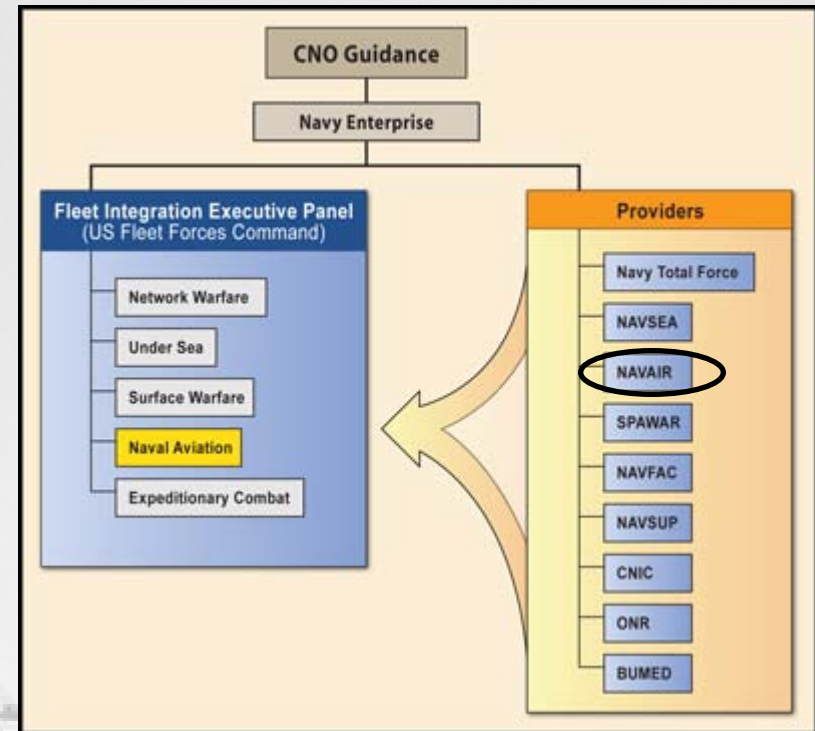 CNO Guidance
Navy Enterprise
Fleet Integration Executive Panel
(US Fleet Forces Command)
Network Warfare
Under Sea
Surface Warfare
Naval Aviation
Expeditionary Combat
Providers
Navy Total Force
NAVSEA
NAVAIR
SPAWAR
NAVFAC
NAVSUP
CNIC
ONR
BUMED